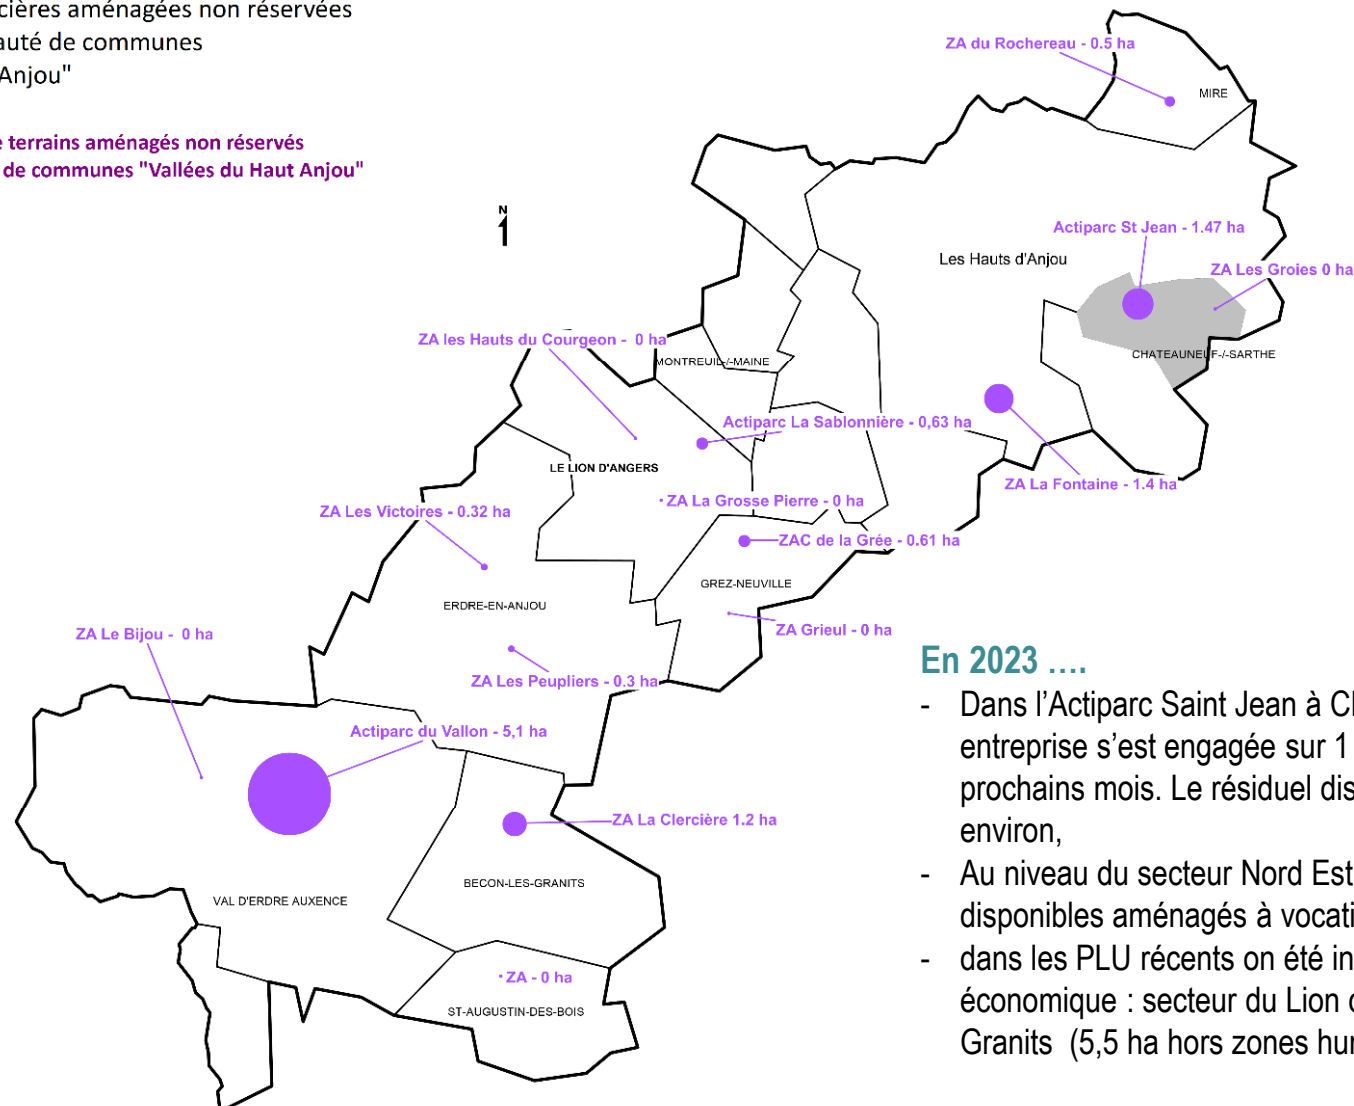 cières aménagées non réservées
auté de communes
Anjou"
e terrains aménagés non réservés
de communes "Vallées du Haut Anjou"
N
ZA du Rochereau - 0.5 ha
MIRE
Actiparc St Jean - 1.47 ha
Les Hauts d'Anjou
ZA Les Groies 0 ha
CHATEAUNEUF-/-SARTHE
ZA les Hauts du Courgeon - 0 ha
MONTREUIL-/-MAINE
Actiparc La Sablonnière - 0,63 ha
LE LION D'ANGERS
ZA La Fontaine - 1.4 ha
ZA La Grosse Pierre - 0 ha
ZA Les Victoires - 0.32 ha
ZAC de la Grée - 0.61 ha
GREZ-NEUVILLE
ERDRE-EN-ANJOU
ZA Grieul - 0 ha
ZA Le Bijou - 0 ha
ZA Les Peupliers - 0.3 ha
Actiparc du Vallon - 5,1 ha
ZA La Clercière 1.2 ha
BECON-LES-GRANITS
VAL D'ERDRE AUXENCE
ZA - 0 ha
ST-AUGUSTIN-DES-BOIS
En 2023 ....
- Dans l'Actiparc Saint Jean à Cl
entreprise s'est engagée sur 1
prochains mois. Le résiduel dis
environ,
- Au niveau du secteur Nord Est
disponibles aménagés à vocati
- dans les PLU récents on été in
économique : secteur du Lion d
Granits (5,5 ha hors zones hur